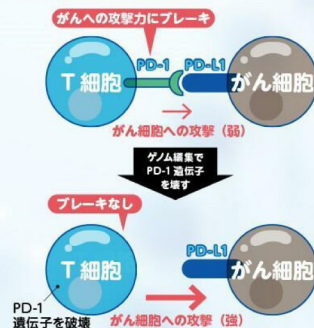 がんへの攻撃力にブレーキ
T 細胞
PD-1
PD-L1
がん細胞
がん細胞への攻撃（弱）
ゲノム編集で
PD-1 遺伝子
を壊す
ブレーキなし
T 細胞
PD-L1
がん細胞
PD-1
遺伝子を破壊
がん細胞への攻撃（強）